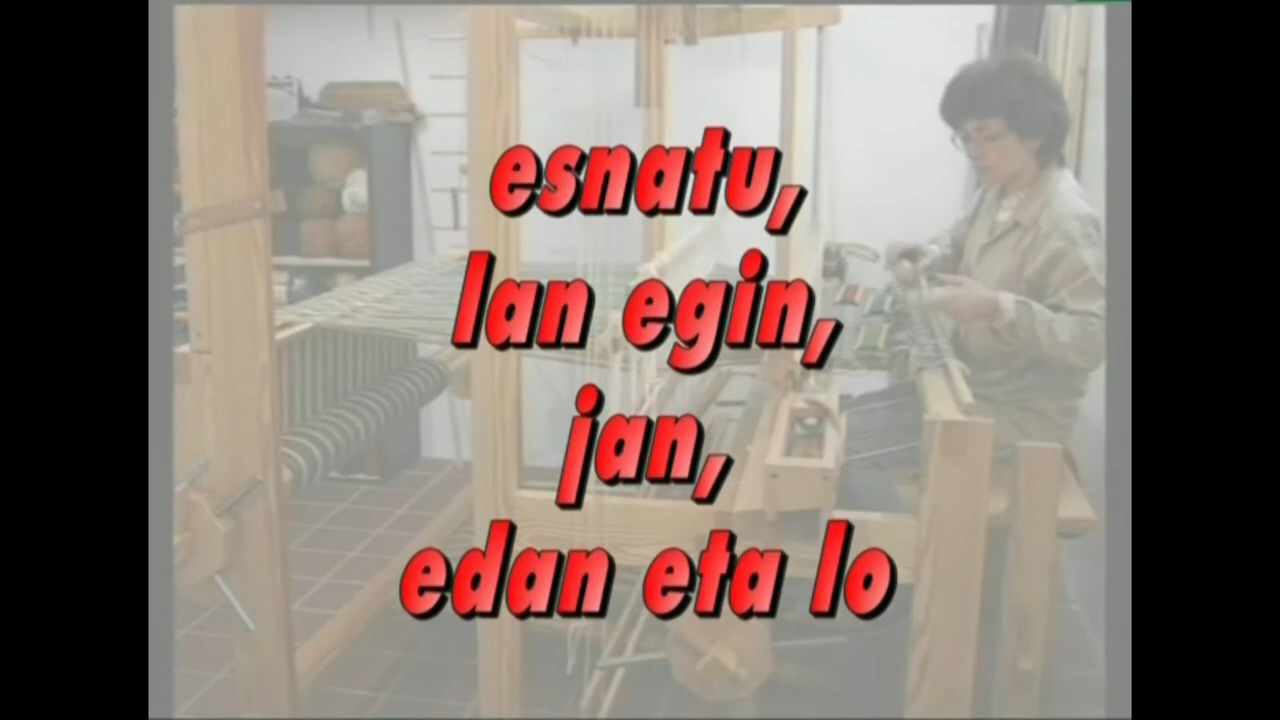 esnatu,
lan egin,
jan,
edan eta lo